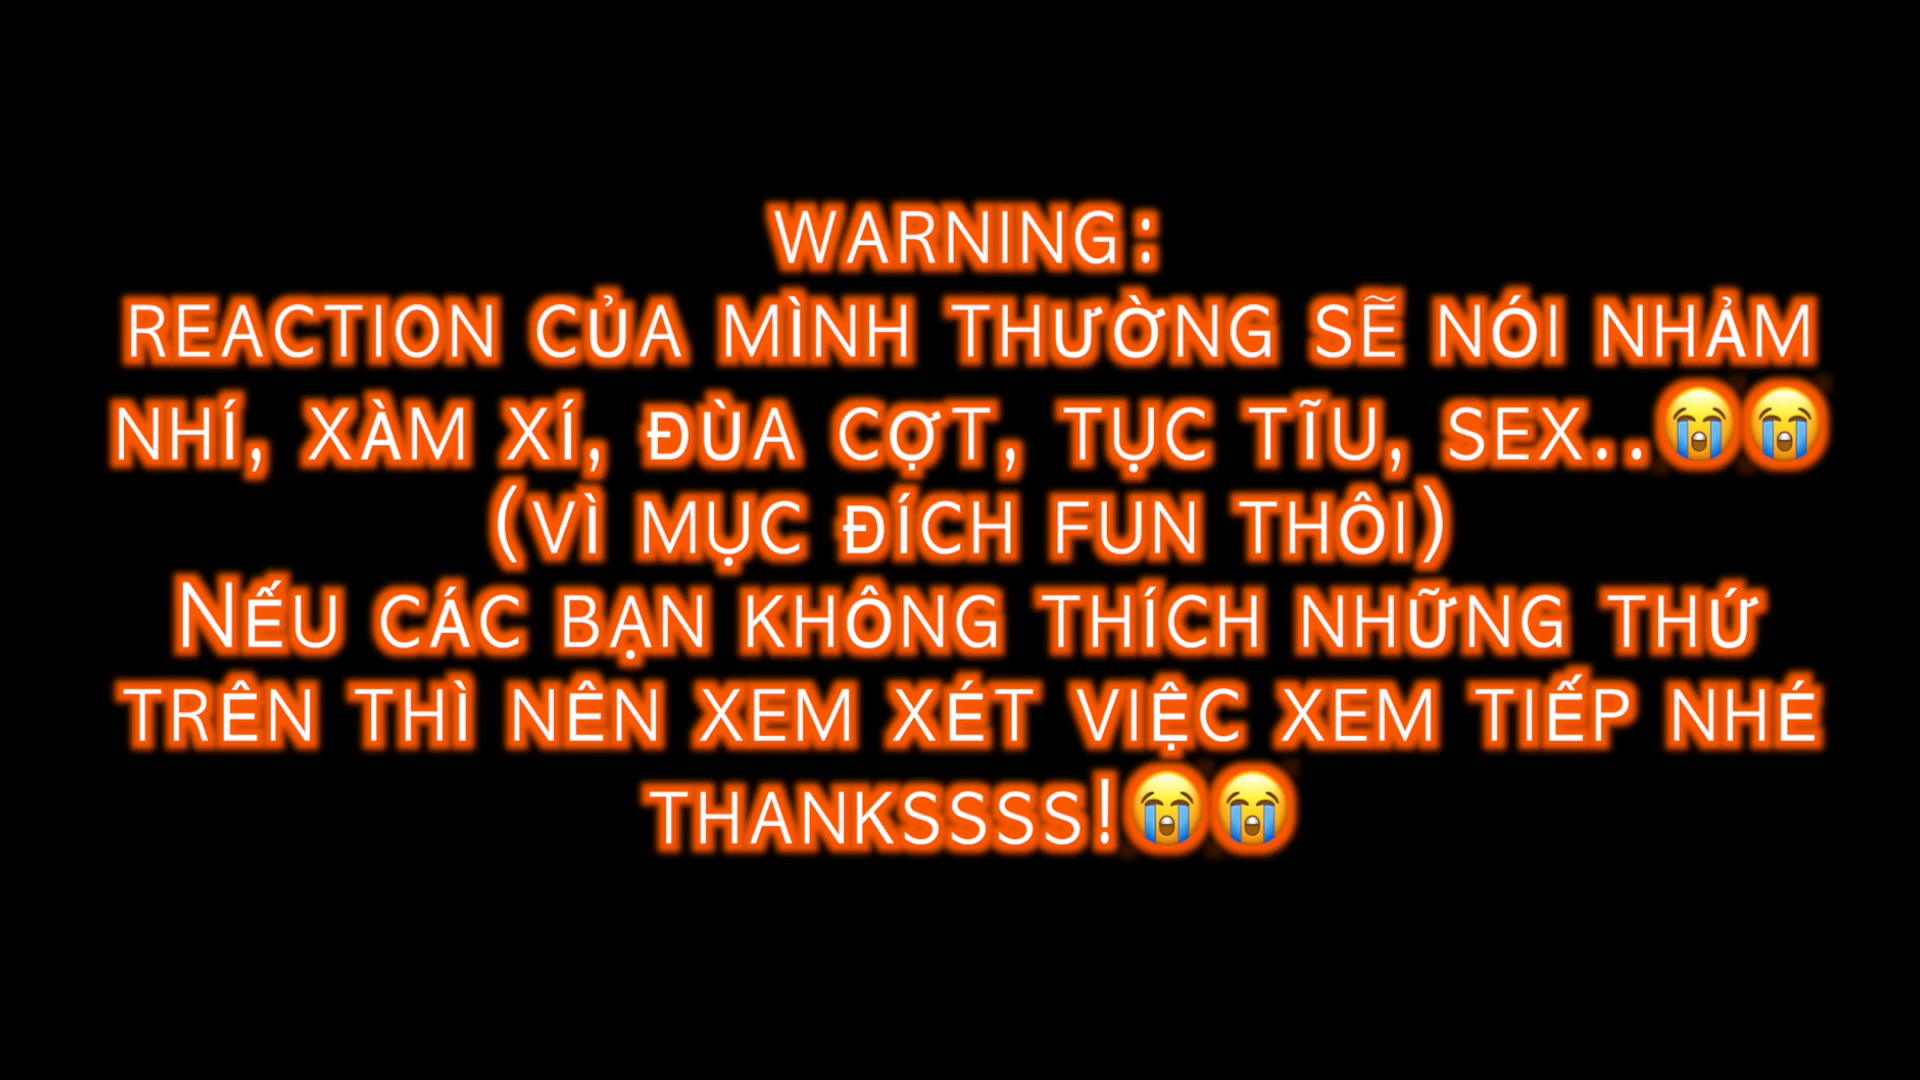 WARNING:
REACTION CỦA MÌNH THƯỜNG SẼ NÓI NHẢM
NHÍ, XÀM XÍ, ĐÙA CỢT, TỤC TĨU, SEX..😭😭
(VÌ MỤC ĐÍCH FUN THÔI)
NẾU CÁC BẠN KHÔNG THÍCH NHỮNG THỨ
TRÊN THÌ NÊN XEM XÉT VIỆC XEM TIẾP NHÉ
THANKSSSS!😭😭